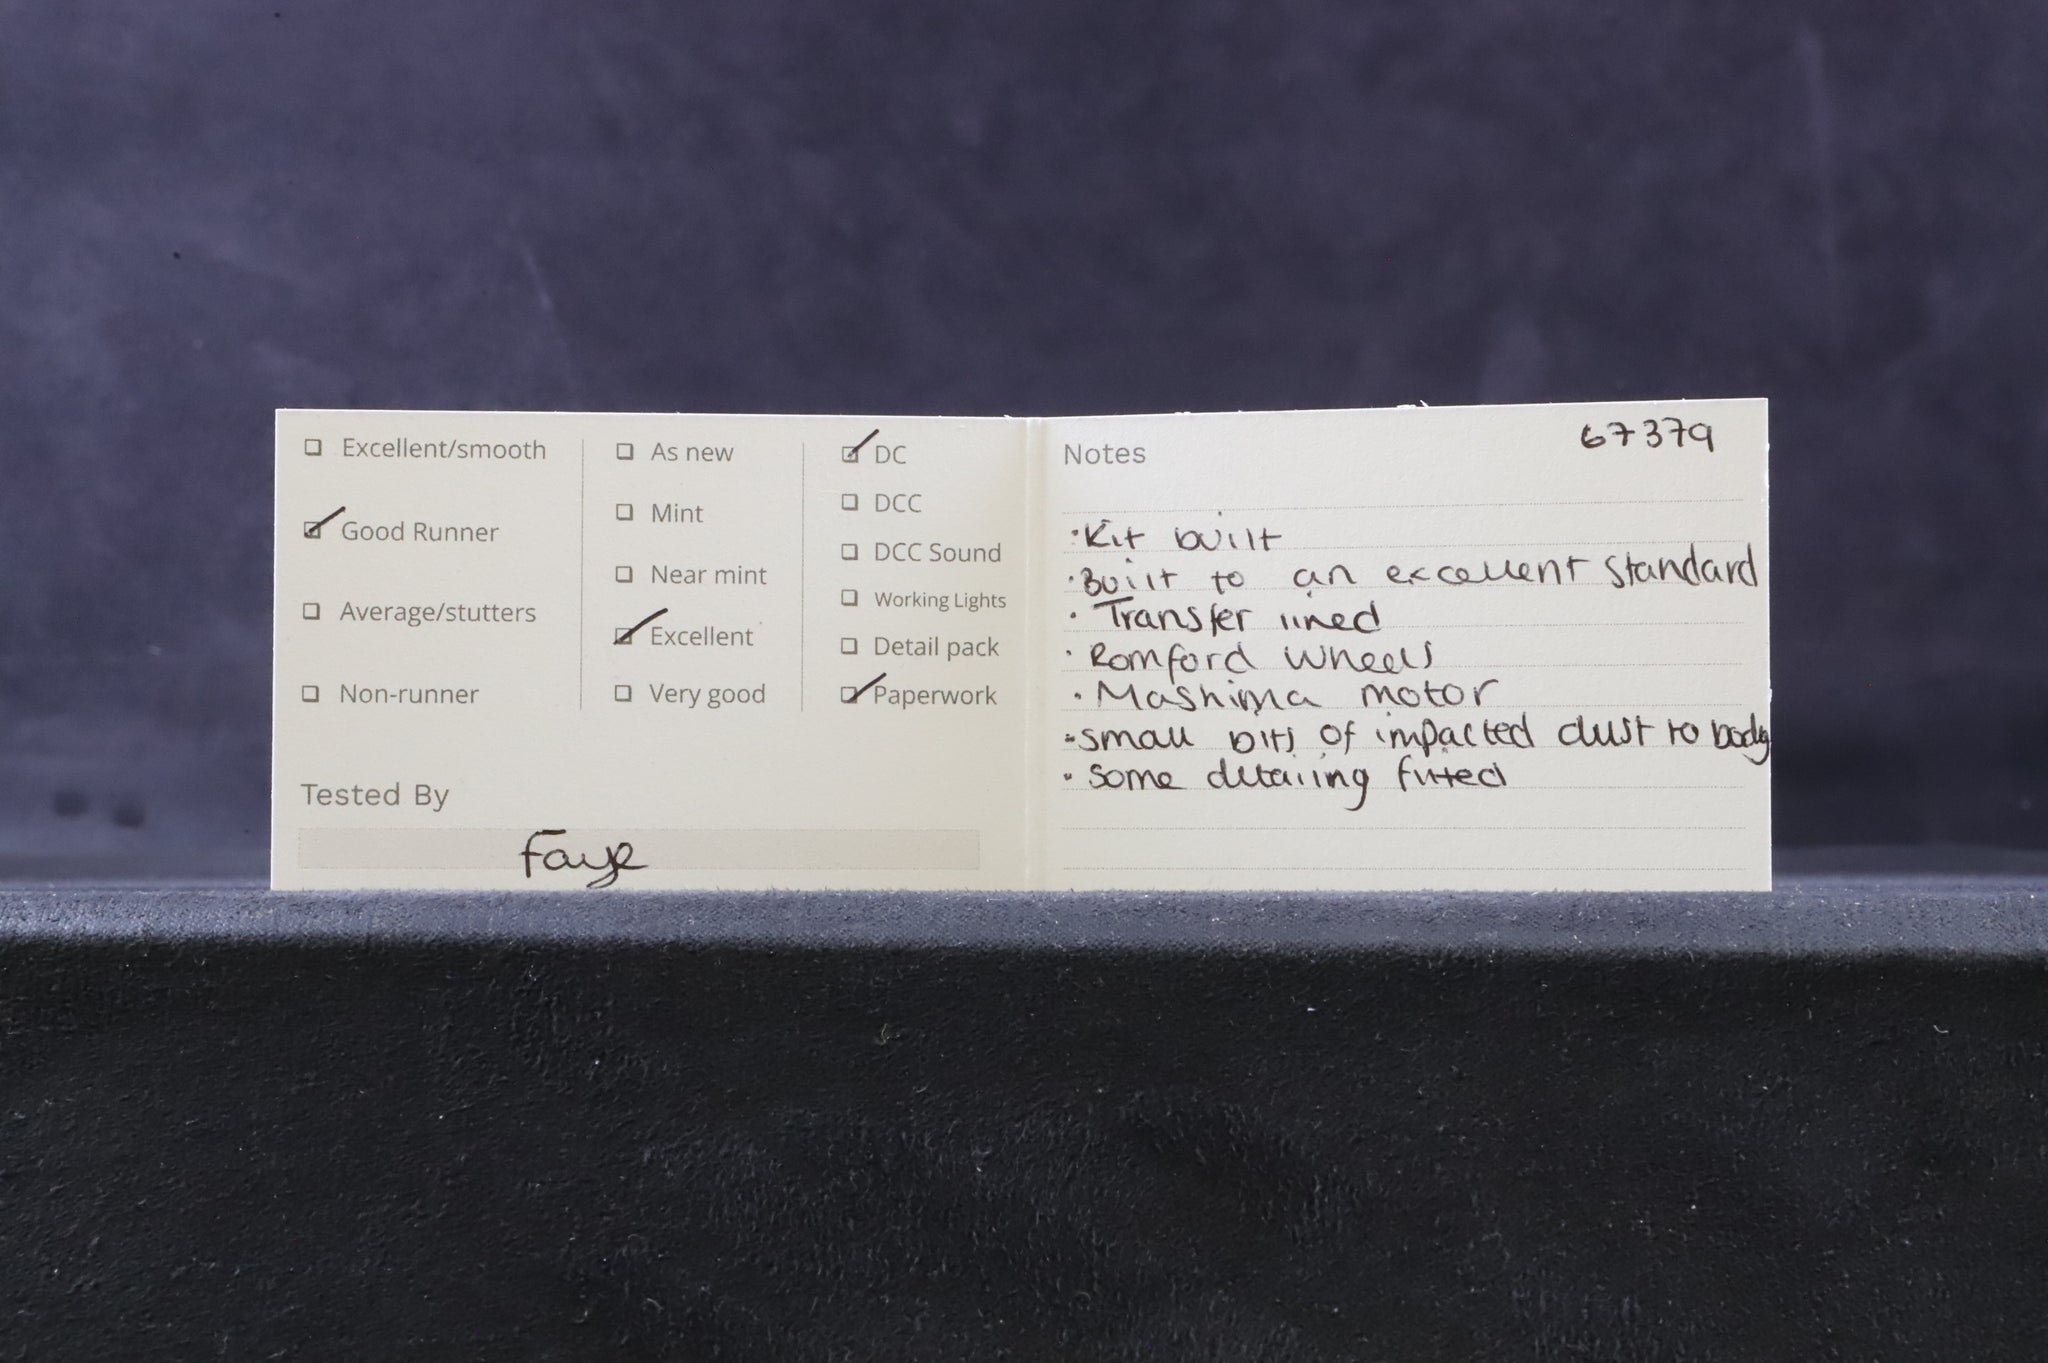 Excellent/smooth
Good Runner
Average/stutters
Non-runner
As new
Mint
Near mint
Excellent
Very good
DC
DCC
DCC Sound
Working Lights
Detail pack
Paperwork
Tested By
Faye
67379
Notes
·Kit built
·Built to an excellent standard
· Transfer lined
· Romford wheels
· Mashima motor
·small bits of impacted dust to body
· some detailing fitted